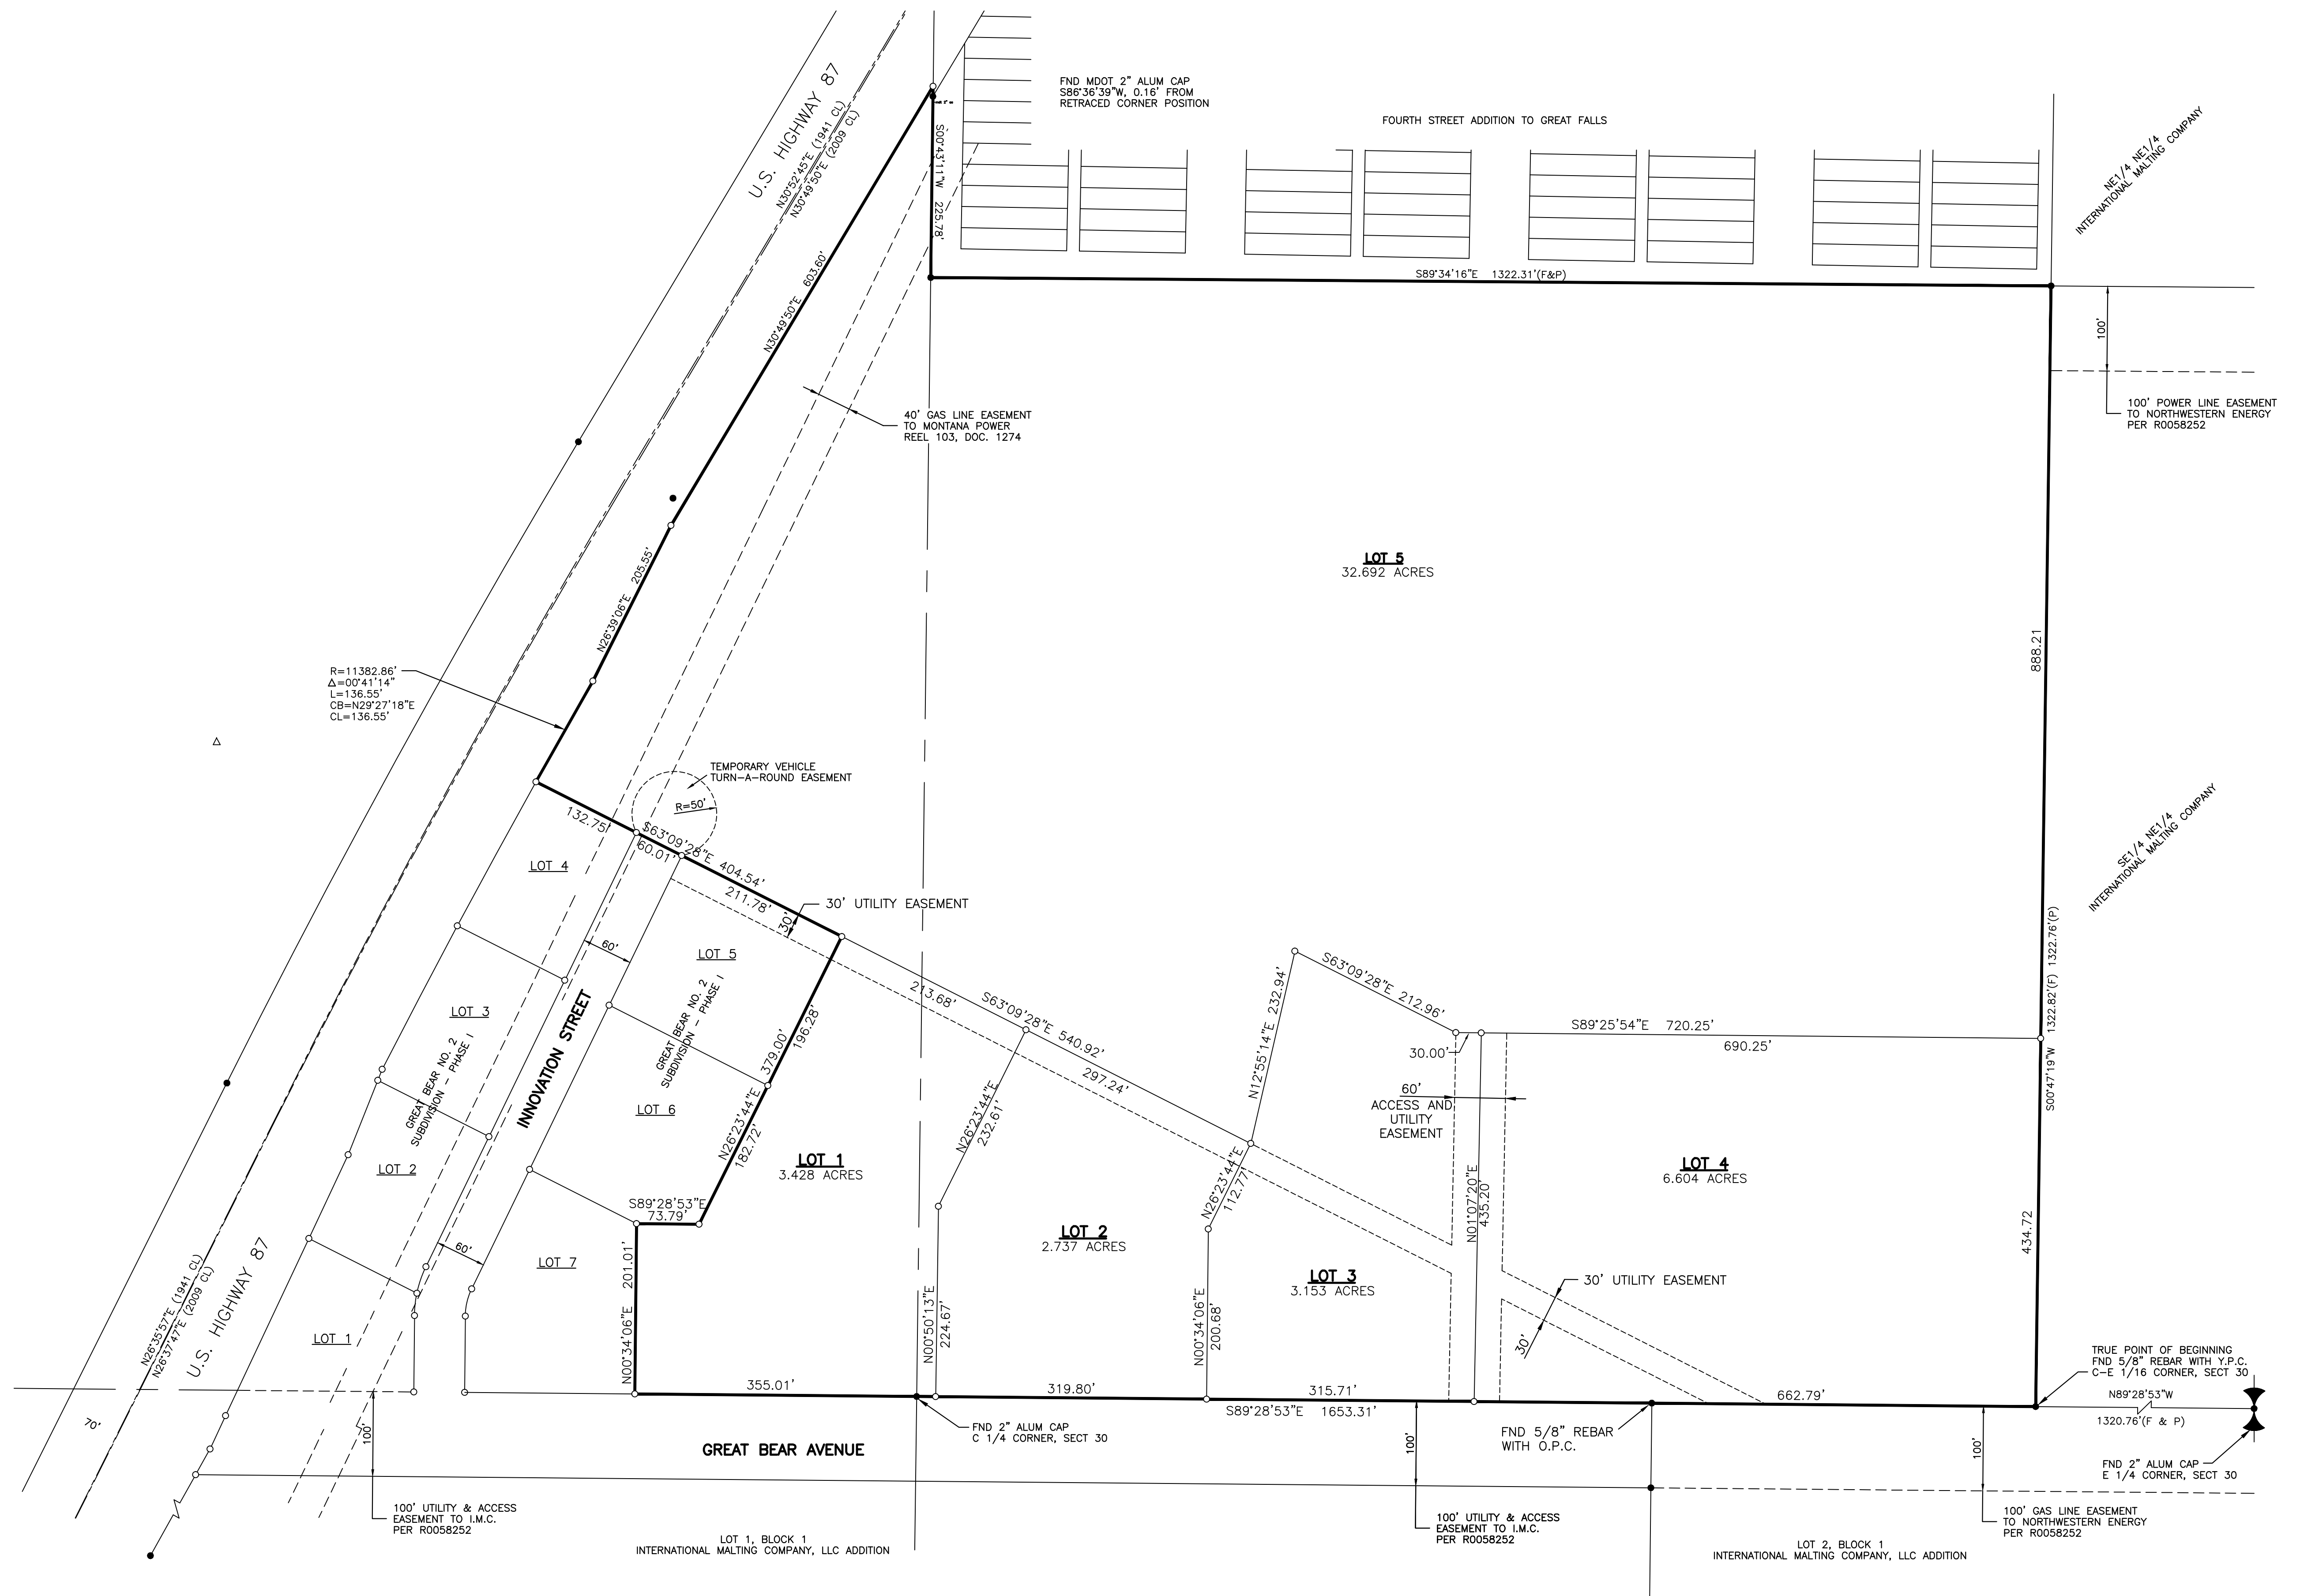 U.S. HIGHWAY 87
N30°52'45"E (1941 CL)
N30°49'50"E (2009 CL)
FND MDOT 2" ALUM CAP
S86°36'39"W, 0.16' FROM
RETRACED CORNER POSITION
FOURTH STREET ADDITION TO GREAT FALLS
NE1/4 NE1/4
INTERNATIONAL MALTING COMPANY
S00°43'11"W 225.78'
S89°34'16"E 1322.31'(F&P)
N30°49'50"E 603.60'
100'
100' POWER LINE EASEMENT
TO NORTHWESTERN ENERGY
PER R0058252
40' GAS LINE EASEMENT
TO MONTANA POWER
REEL 103, DOC. 1274
LOT 5
32.692 ACRES
N26°39'06"E 205.55'
888.21
R=11382.86'
Δ=00°41'14"
L=136.55'
CB=N29°27'18"E
CL=136.55'
Δ
TEMPORARY VEHICLE
TURN-A-ROUND EASEMENT
R=50'
132.75'
S63°09'28"E 404.54'
60.01'
211.78'
30'
30' UTILITY EASEMENT
SE1/4 NE1/4
INTERNATIONAL MALTING COMPANY
LOT 4
60'
LOT 5
GREAT BEAR NO. 2
SUBDIVISION - PHASE I
LOT 3
GREAT BEAR NO. 2
SUBDIVISION - PHASE I
INNOVATION STREET
213.68'
S63°09'28"E 540.92'
297.24'
S63°09'28"E 212.96'
N12°55'14"E 232.94'
S89°25'54"E 720.25'
30.00'
690.25'
S00°47'19"W 1322.82'(F) 1322.76'(P)
N26°23'44"E 379.00'
196.28'
182.72'
LOT 6
60'
ACCESS AND
UTILITY
EASEMENT
N26°23'44"E
232.61'
LOT 1
3.428 ACRES
LOT 2
LOT 4
6.604 ACRES
N26°23'44"E
112.77'
N01°07'20"E
435.20'
S89°28'53"E
73.79'
434.72
LOT 2
2.737 ACRES
60'
LOT 7
LOT 3
3.153 ACRES
30' UTILITY EASEMENT
30'
N00°34'06"E 201.01'
N00°50'13"E
224.67'
N00°34'06"E
200.68'
LOT 1
N26°35'57"E (1941 CL)
N26°37'47"E (2009 CL)
U.S. HIGHWAY 87
TRUE POINT OF BEGINNING
FND 5/8" REBAR WITH Y.P.C.
C-E 1/16 CORNER, SECT 30
355.01'
319.80'
315.71'
662.79'
S89°28'53"E 1653.31'
N89°28'53"W
1320.76'(F & P)
70'
100'
FND 2" ALUM CAP
C 1/4 CORNER, SECT 30
FND 5/8" REBAR
WITH O.P.C.
GREAT BEAR AVENUE
100'
100'
FND 2" ALUM CAP
E 1/4 CORNER, SECT 30
100' UTILITY & ACCESS
EASEMENT TO I.M.C.
PER R0058252
100' UTILITY & ACCESS
EASEMENT TO I.M.C.
PER R0058252
100' GAS LINE EASEMENT
TO NORTHWESTERN ENERGY
PER R0058252
LOT 1, BLOCK 1
INTERNATIONAL MALTING COMPANY, LLC ADDITION
LOT 2, BLOCK 1
INTERNATIONAL MALTING COMPANY, LLC ADDITION